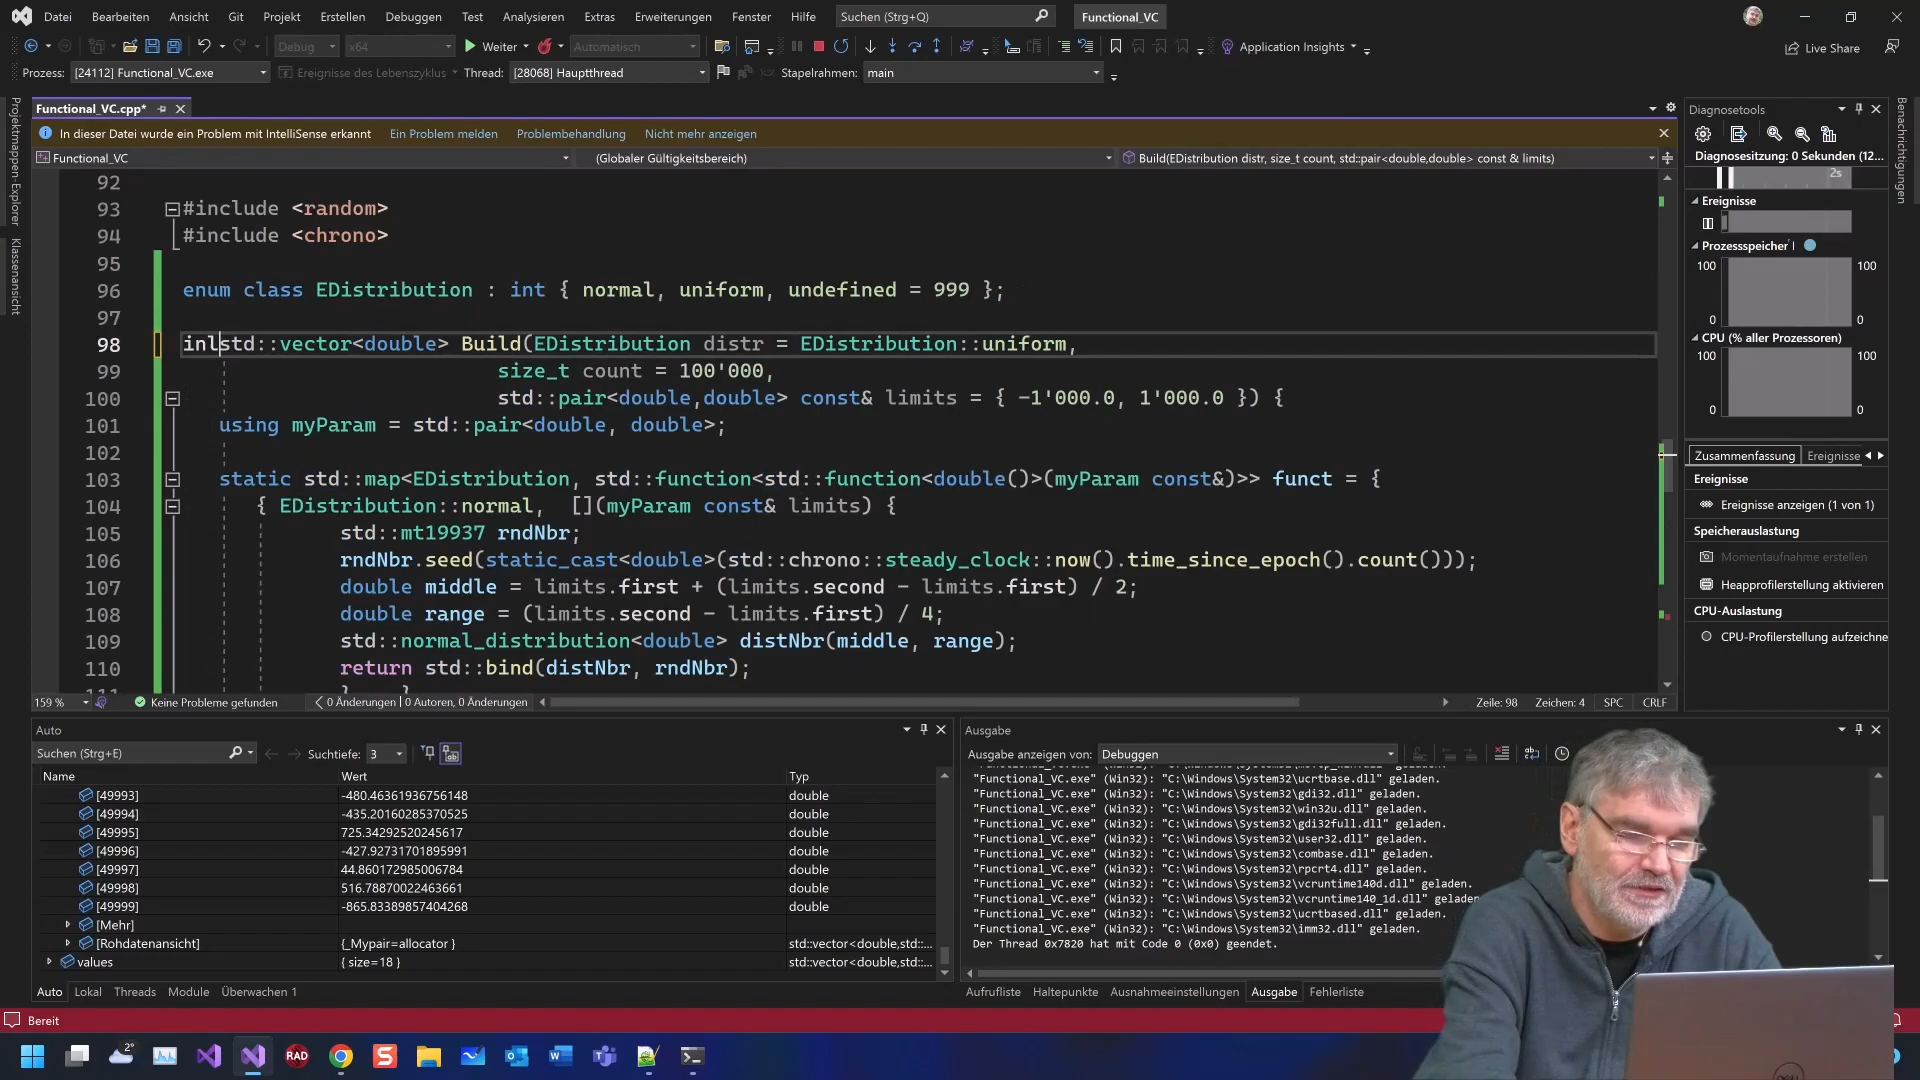 Datei Bearbeiten Ansicht Git Projekt Erstellen Debuggen Test Analysieren Extras Erweiterungen Fenster Hilfe Suchen (Strg+Q) Functional_VC
Debug x64 Weiter Automatisch Application Insights Live Share
Prozess: [24112] Functional_VC.exe Ereignisse des Lebenszyklus Thread: [28068] Hauptthread Stapelrahmen: main
Projektmappen-Explorer
Klassenansicht
Functional_VC.cpp*
In dieser Datei wurde ein Problem mit IntelliSense erkannt Ein Problem melden Problembehandlung Nicht mehr anzeigen
Functional_VC (Globaler Gültigkeitsbereich) Build(EDistribution distr, size_t count, std::pair<double,double> const & limits)
92
93 #include <random>
94 #include <chrono>
95
96 enum class EDistribution : int { normal, uniform, undefined = 999 };
97
98 inlstd::vector<double> Build(EDistribution distr = EDistribution::uniform,
99 size_t count = 100'000,
100 std::pair<double,double> const& limits = { -1'000.0, 1'000.0 }) {
101 using myParam = std::pair<double, double>;
102
103 static std::map<EDistribution, std::function<std::function<double()>(myParam const&)>> funct = {
104 { EDistribution::normal, [](myParam const& limits) {
105 std::mt19937 rndNbr;
106 rndNbr.seed(static_cast<double>(std::chrono::steady_clock::now().time_since_epoch().count()));
107 double middle = limits.first + (limits.second - limits.first) / 2;
108 double range = (limits.second - limits.first) / 4;
109 std::normal_distribution<double> distNbr(middle, range);
110 return std::bind(distNbr, rndNbr);
159 % Keine Probleme gefunden 0 Änderungen | 0 Autoren, 0 Änderungen Zeile: 98 Zeichen: 4 SPC CRLF
Diagnosetools
Diagnosesitzung: 0 Sekunden (12...
2s
Ereignisse
Prozessspeicher
100 100
0 0
CPU (% aller Prozessoren)
100 100
0 0
Zusammenfassung Ereignisse
Ereignisse
Ereignisse anzeigen (1 von 1)
Speicherauslastung
Momentaufnahme erstellen
Heapprofilerstellung aktivieren
CPU-Auslastung
CPU-Profilerstellung aufzeichne
Benachrichtigungen
Auto
Suchen (Strg+E) Suchtiefe: 3
Name Wert Typ
[49993] -480.46361936756148 double
[49994] -435.20160285370525 double
[49995] 725.34292520245617 double
[49996] -427.92731701895991 double
[49997] 44.860172985006784 double
[49998] 516.78870022463661 double
[49999] -865.83389857404268 double
[Mehr]
[Rohdatenansicht] {_Mypair=allocator } std::vector<double,std::...
values { size=18 } std::vector<double,std::...
Auto Lokal Threads Module Überwachen 1
Ausgabe
Ausgabe anzeigen von: Debuggen
"Functional_VC.exe" (Win32): "C:\Windows\System32\ucrtbase.dll" geladen.
"Functional_VC.exe" (Win32): "C:\Windows\System32\gdi32.dll" geladen.
"Functional_VC.exe" (Win32): "C:\Windows\System32\win32u.dll" geladen.
"Functional_VC.exe" (Win32): "C:\Windows\System32\gdi32full.dll" geladen.
"Functional_VC.exe" (Win32): "C:\Windows\System32\user32.dll" geladen.
"Functional_VC.exe" (Win32): "C:\Windows\System32\combase.dll" geladen.
"Functional_VC.exe" (Win32): "C:\Windows\System32\rpcrt4.dll" geladen.
"Functional_VC.exe" (Win32): "C:\Windows\System32\vcruntime140d.dll" geladen.
"Functional_VC.exe" (Win32): "C:\Windows\System32\vcruntime140_1d.dll" geladen
"Functional_VC.exe" (Win32): "C:\Windows\System32\ucrtbased.dll" geladen.
"Functional_VC.exe" (Win32): "C:\Windows\System32\imm32.dll" geladen.
Der Thread 0x7820 hat mit Code 0 (0x0) geendet.
Aufrufliste Haltepunkte Ausnahmeeinstellungen Ausgabe Fehlerliste
Bereit
2°
RAD